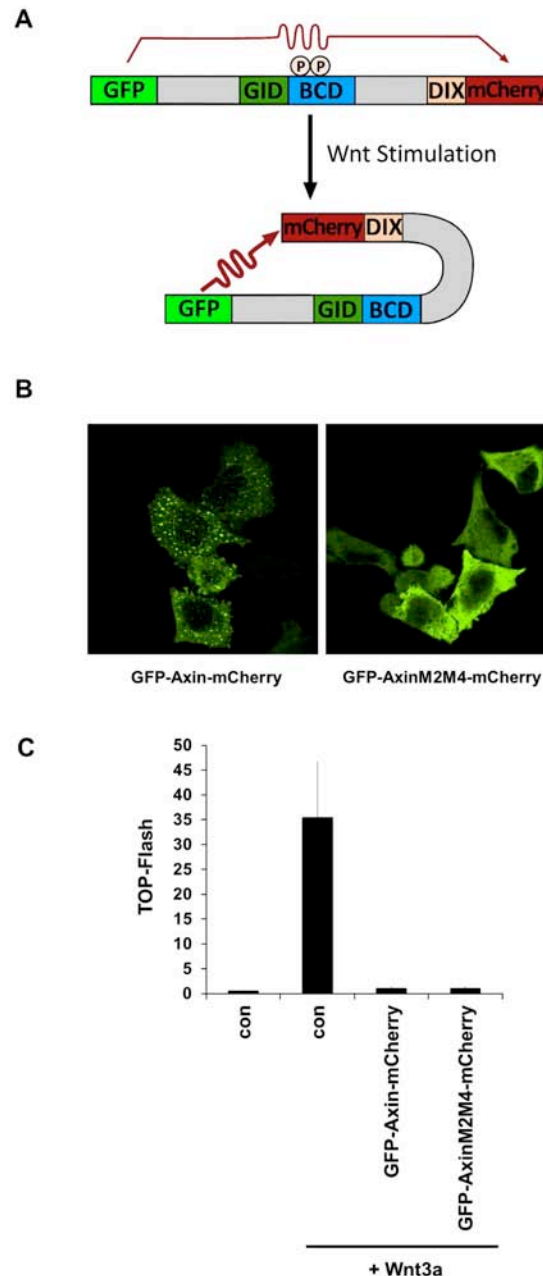 A
P P
GFP GID BCD DIX mCherry
Wnt Stimulation
mCherry DIX
GFP GID BCD
B
GFP-Axin-mCherry GFP-AxinM2M4-mCherry
C
TOP-Flash
50
45
40
35
30
25
20
15
10
5
0
con
con
GFP-Axin-mCherry
GFP-AxinM2M4-mCherry
+ Wnt3a